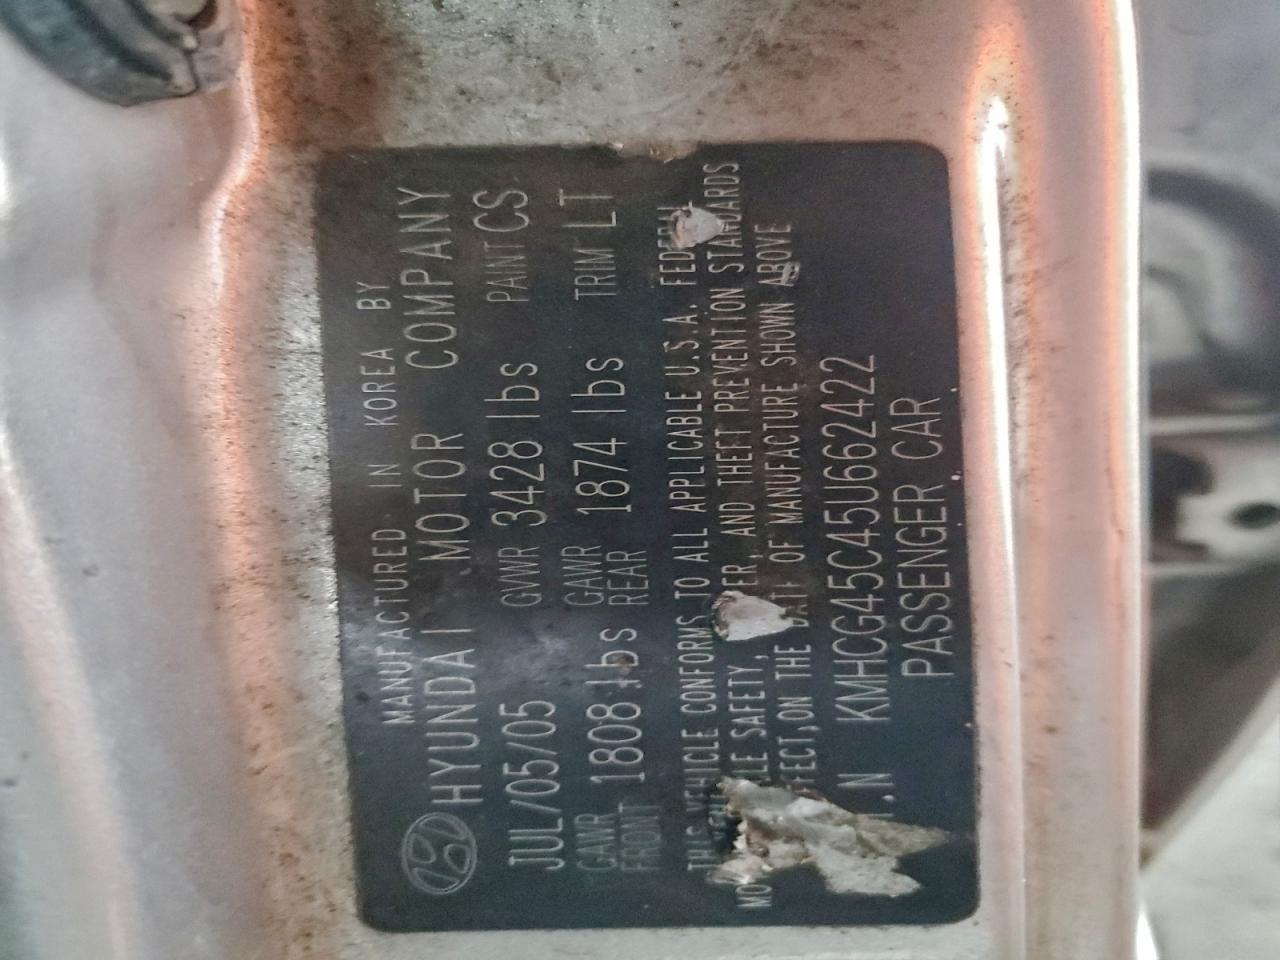 MANUFACTURED IN KOREA BY
HYUNDAI MOTOR COMPANY
JUL/05/05 GVWR 3428 lbs PAINT CS
GAWR FRONT 1808 lbs GAWR REAR 1874 lbs TRIM LT
THIS VEHICLE CONFORMS TO ALL APPLICABLE U.S.A.
SAFETY, AND THEFT PREVENTION STANDARDS
ON THE DATE OF MANUFACTURE SHOWN ABOVE
KMHCG45C45U662422
PASSENGER CAR